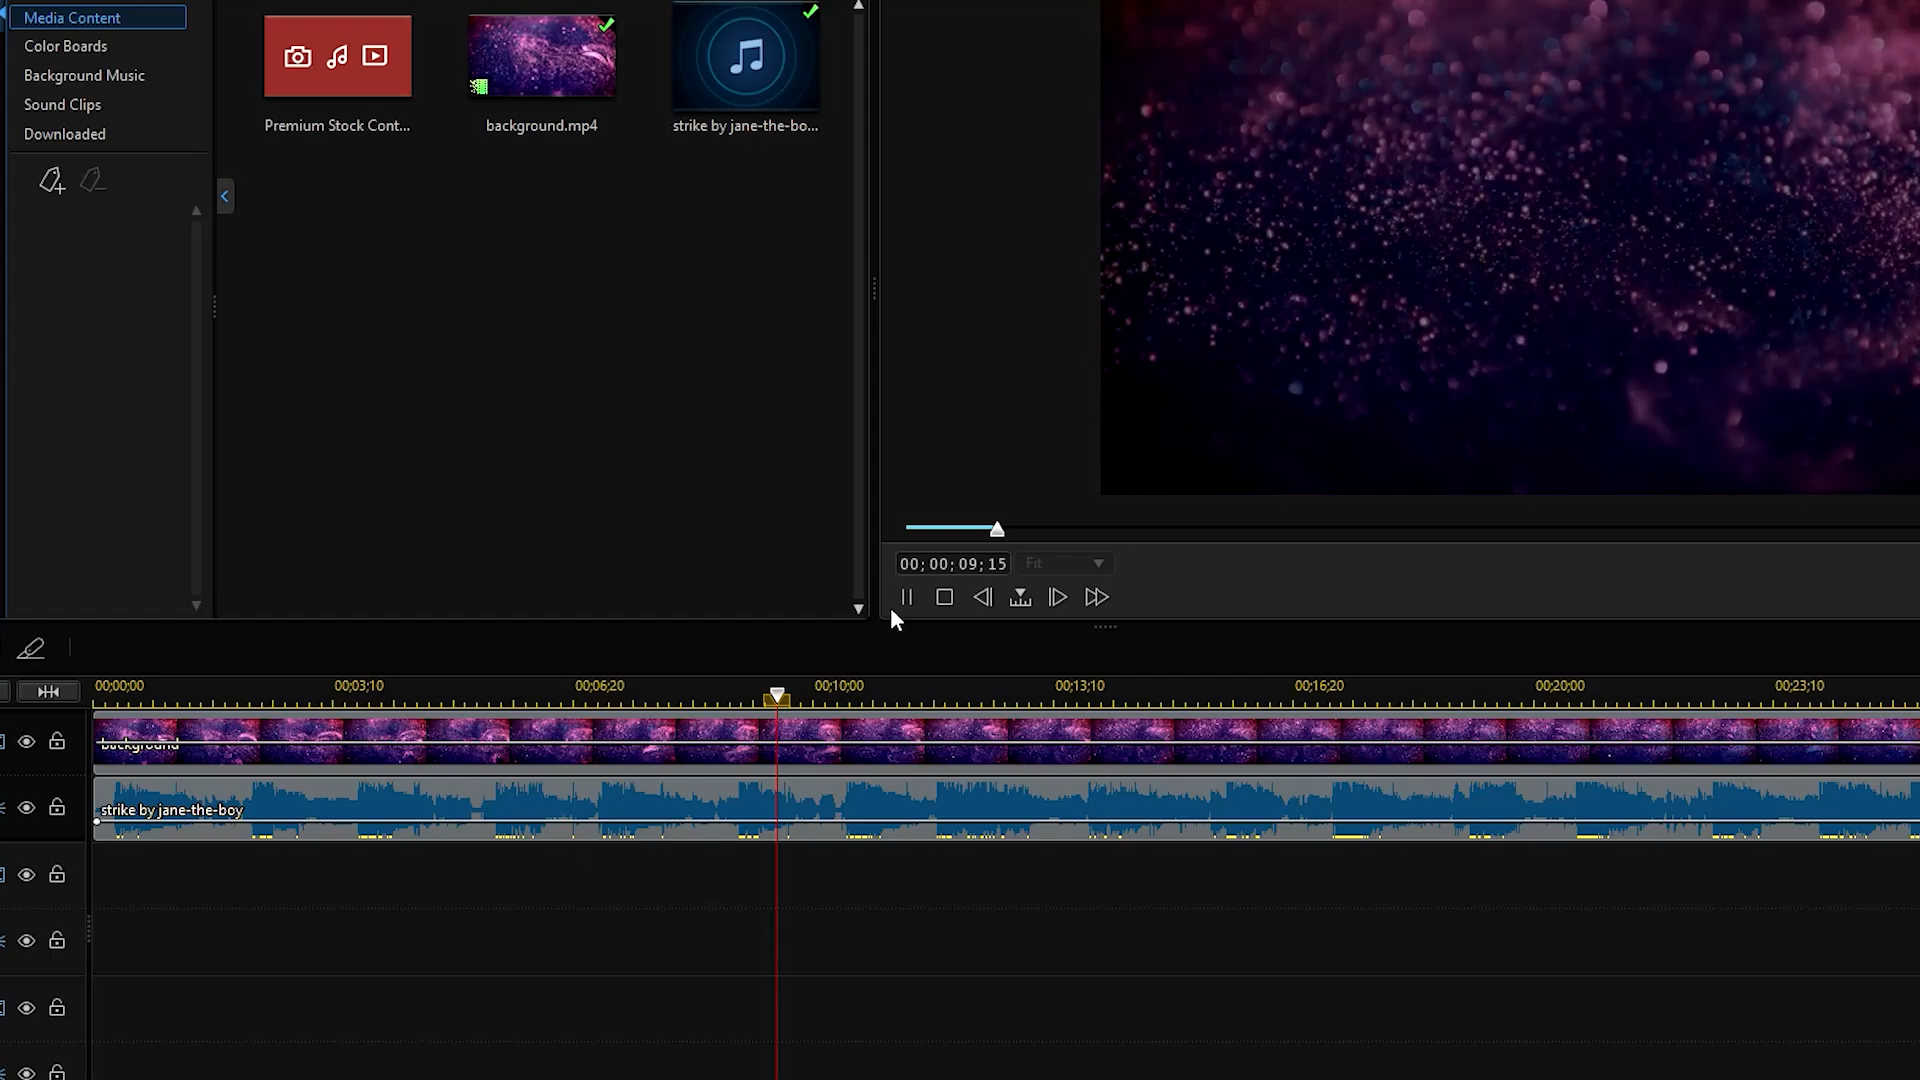 Media Content
Color Boards
Background Music
Sound Clips
Downloaded
Premium Stock Cont...
background.mp4
strike by jane-the-bo...
00; 00; 09; 15
Fit
00;00;00
00;03;10
00;06;20
00;10;00
00;13;10
00;16;20
00;20;00
00;23;10
background
strike by jane-the-boy